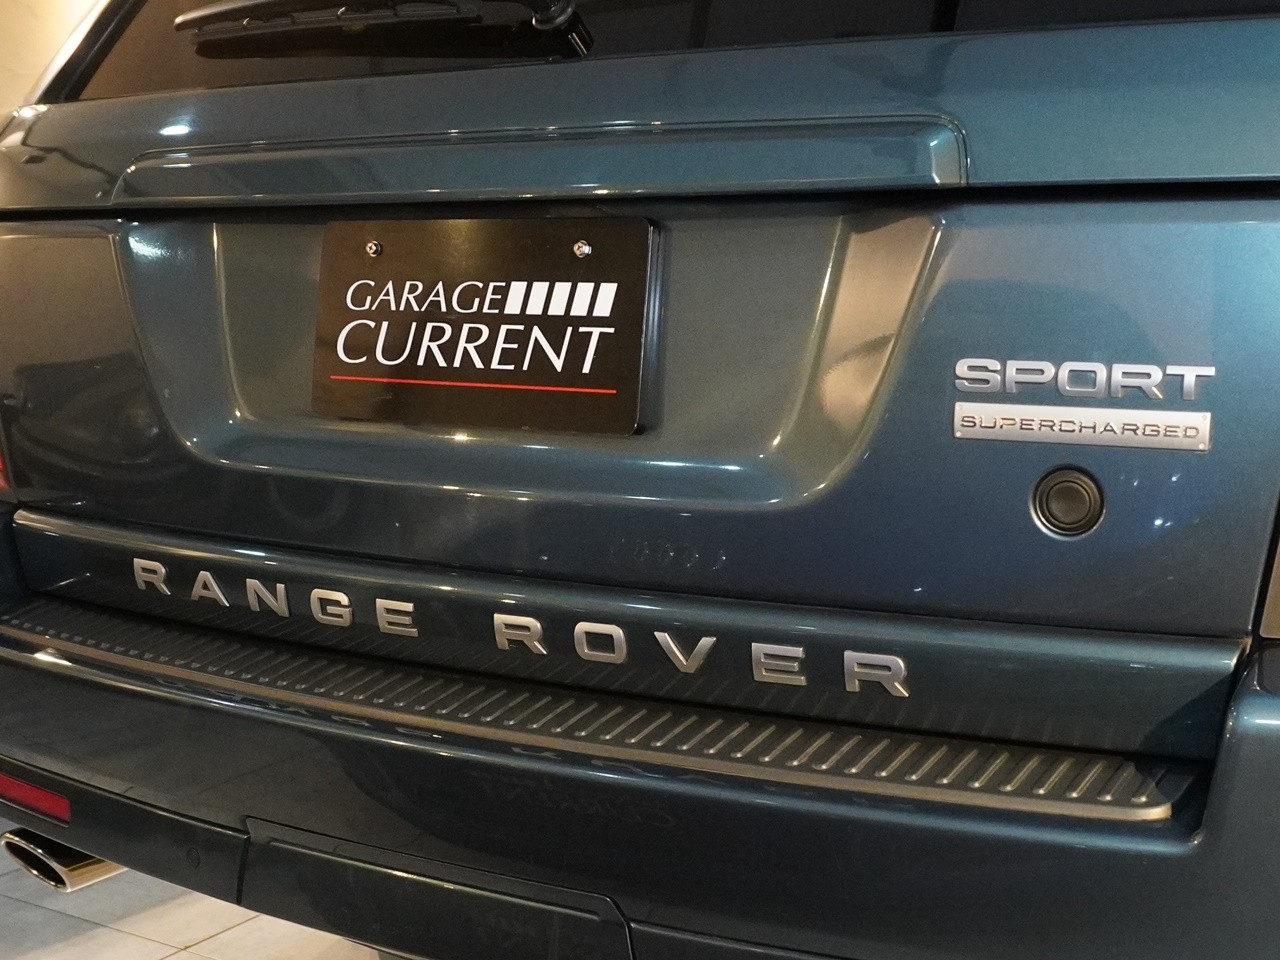 GARAGE
CURRENT
SPORT
SUPERCHARGED
RANGE ROVER